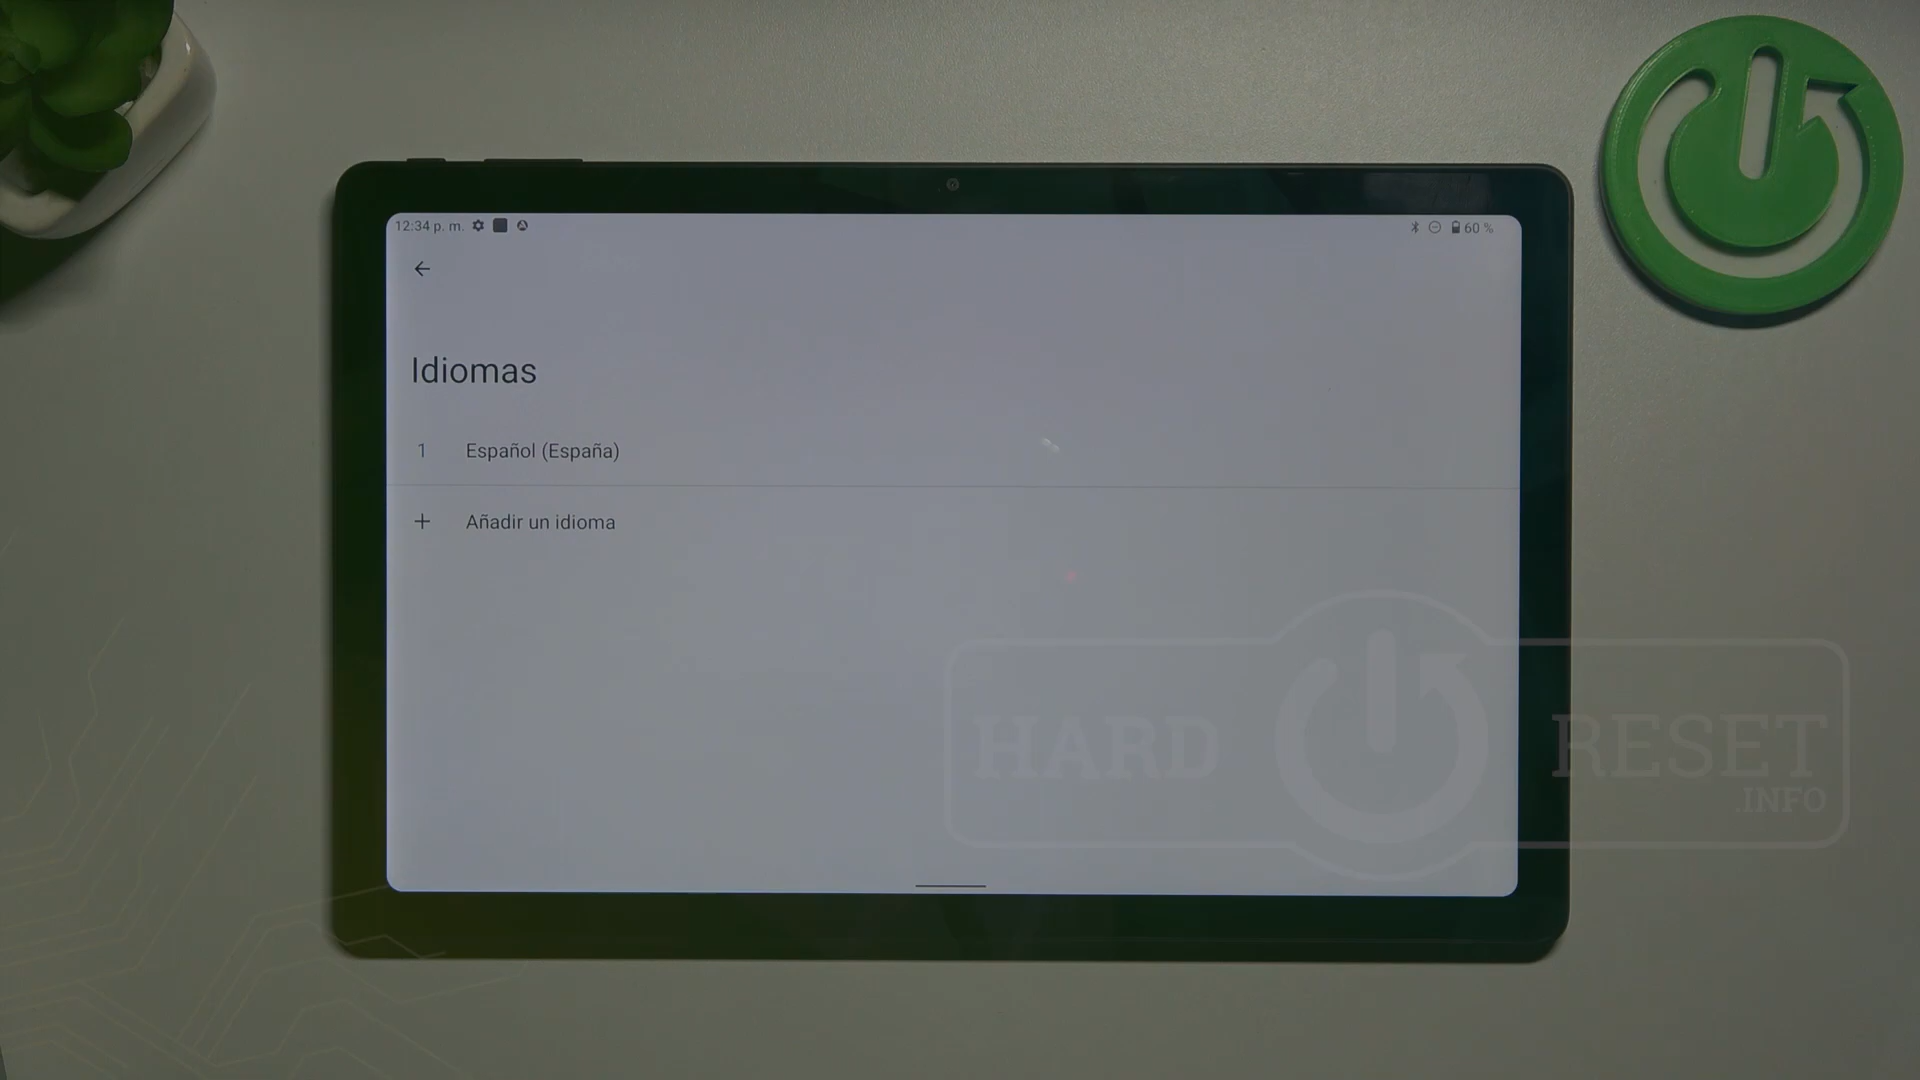 12:34 p. m.
60 %
Idiomas
1 Español (España)
+ Añadir un idioma
HARD RESET
.INFO